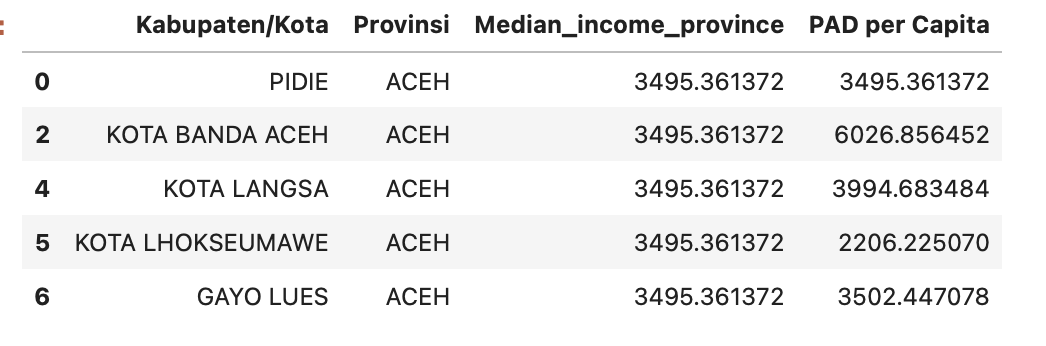 Kabupaten/Kota Provinsi Median_income_province PAD per Capita
0 PIDIE ACEH 3495.361372 3495.361372
2 KOTA BANDA ACEH ACEH 3495.361372 6026.856452
4 KOTA LANGSA ACEH 3495.361372 3994.683484
5 KOTA LHOKSEUMAWE ACEH 3495.361372 2206.225070
6 GAYO LUES ACEH 3495.361372 3502.447078